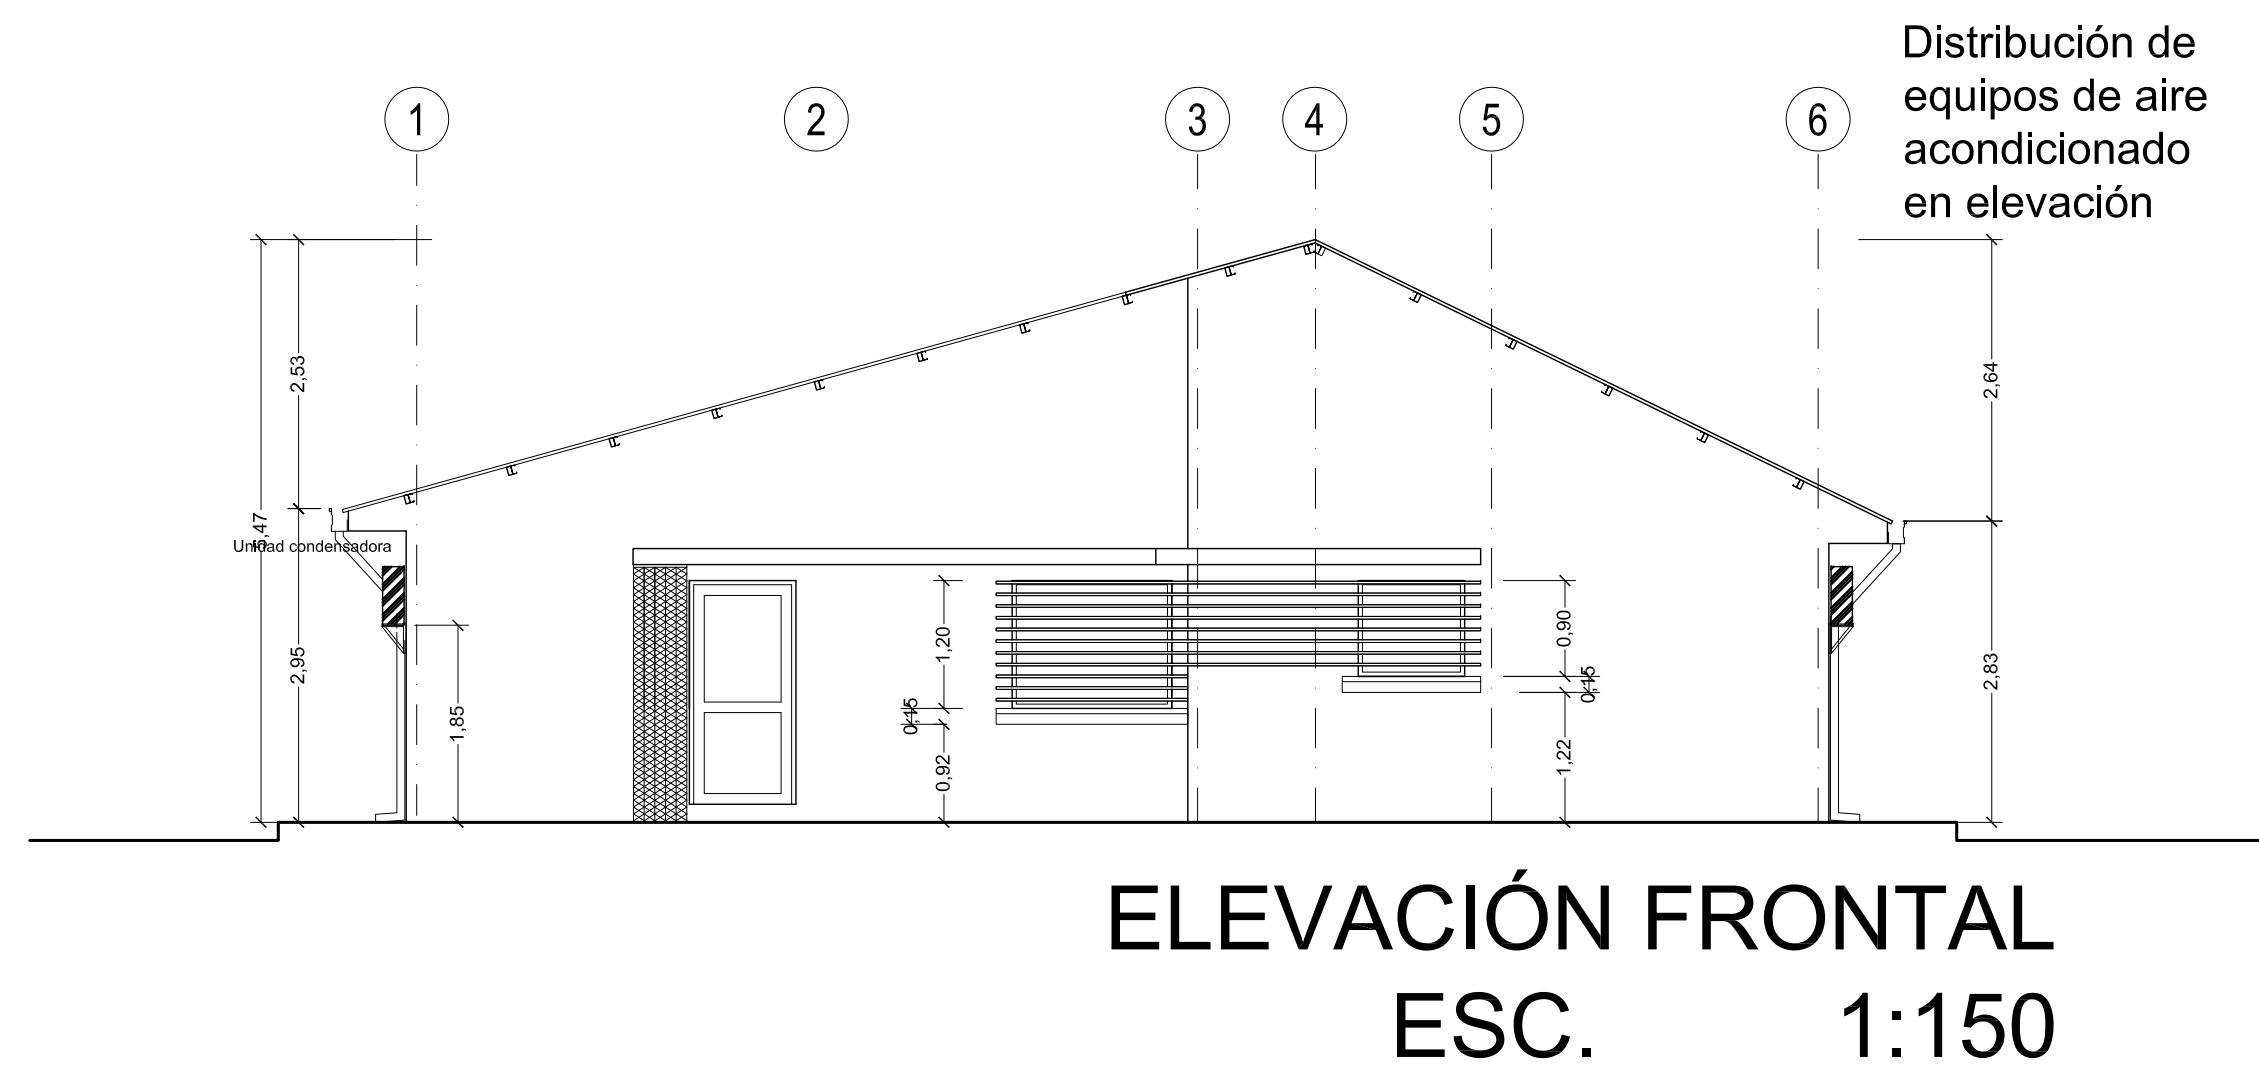 Distribución de
equipos de aire
acondicionado
en elevación
1 2 3 4 5 6
2,53
2,64
5,47
Unidad condensadora
2,95
1,85
1,20
0,15
0,92
0,90
0,15
1,22
2,83
ELEVACIÓN FRONTAL
ESC. 1:150